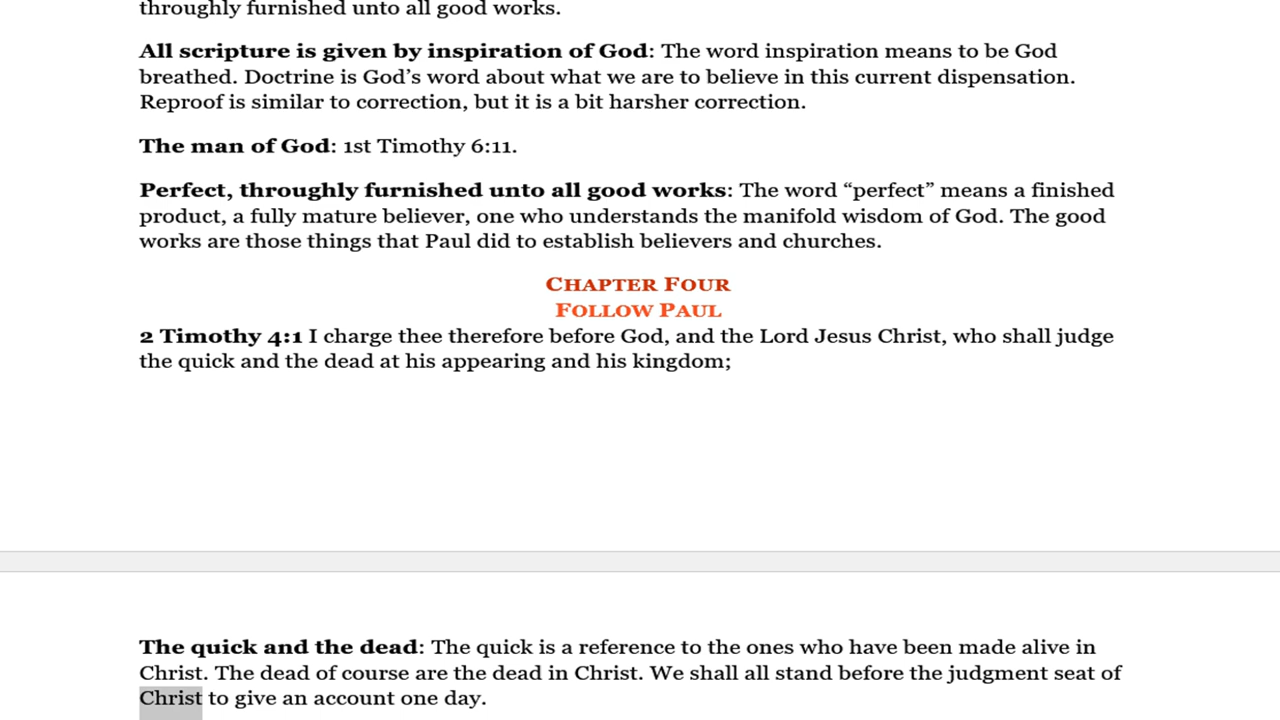 throughly furnished unto all good works.
All scripture is given by inspiration of God: The word inspiration means to be God
breathed. Doctrine is God’s word about what we are to believe in this current dispensation.
Reproof is similar to correction, but it is a bit harsher correction.
The man of God: 1st Timothy 6:11.
Perfect, throughly furnished unto all good works: The word “perfect” means a finished
product, a fully mature believer, one who understands the manifold wisdom of God. The good
works are those things that Paul did to establish believers and churches.
Chapter Four
Follow Paul
2 Timothy 4:1 I charge thee therefore before God, and the Lord Jesus Christ, who shall judge
the quick and the dead at his appearing and his kingdom;
The quick and the dead: The quick is a reference to the ones who have been made alive in
Christ. The dead of course are the dead in Christ. We shall all stand before the judgment seat of
Christ to give an account one day.